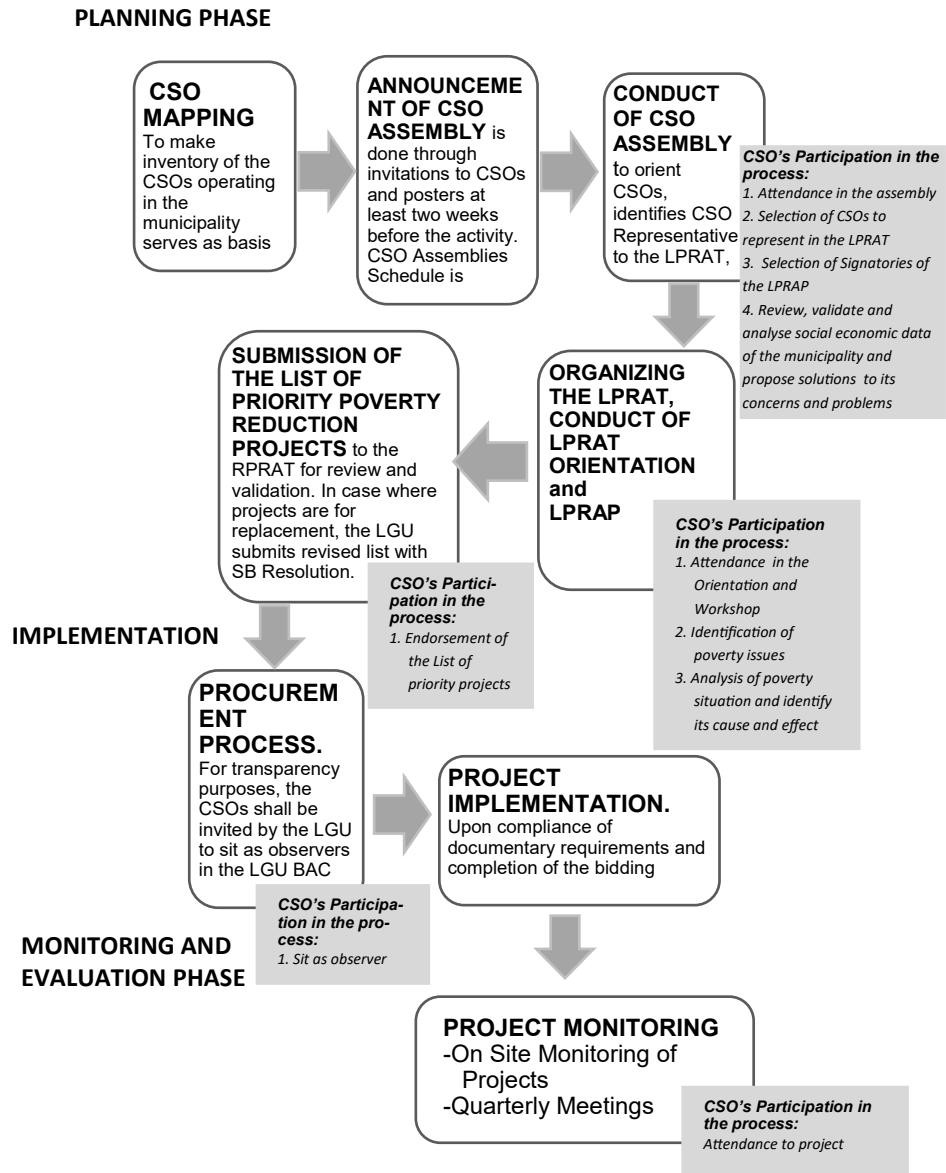 PLANNING PHASE
CSO
MAPPING
To make
inventory of the
CSOs operating
in the
municipality
serves as basis
ANNOUNCEME
NT OF CSO
ASSEMBLY is
done through
invitations to CSOs
and posters at
least two weeks
before the activity.
CSO Assemblies
Schedule is
CONDUCT
OF CSO
ASSEMBLY
to orient
CSOs,
identifies CSO
Representative
to the LPRAT,
CSO's Participation in the
process:
1. Attendance in the assembly
2. Selection of CSOs to
represent in the LPRAT
3. Selection of Signatories of
the LPRAP
4. Review, validate and
analyse social economic data
of the municipality and
propose solutions to its
concerns and problems
ORGANIZING
THE LPRAT,
CONDUCT OF
LPRAT
ORIENTATION
and
LPRAP
CSO's Participation
in the process:
1. Attendance in the
Orientation and
Workshop
2. Identification of
poverty issues
3. Analysis of poverty
situation and identify
its cause and effect
SUBMISSION OF
THE LIST OF
PRIORITY POVERTY
REDUCTION
PROJECTS to the
RPRAT for review and
validation. In case where
projects are for
replacement, the LGU
submits revised list with
SB Resolution.
CSO's Partici-
pation in the
process:
1. Endorsement of
the List of
priority projects
IMPLEMENTATION
PROCUREM
ENT
PROCESS.
For transparency
purposes, the
CSOs shall be
invited by the LGU
to sit as observers
in the LGU BAC
CSO's Participa-
tion in the pro-
cess:
1. Sit as observer
PROJECT
IMPLEMENTATION.
Upon compliance of
documentary requirements and
completion of the bidding
MONITORING AND
EVALUATION PHASE
PROJECT MONITORING
-On Site Monitoring of
Projects
-Quarterly Meetings
CSO's Participation in
the process:
Attendance to project